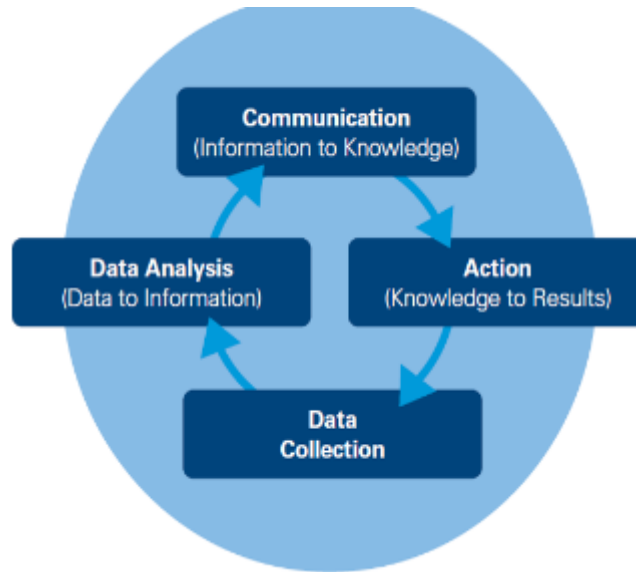 Communication
(Information to Knowledge)
Data Analysis
(Data to Information)
Action
(Knowledge to Results)
Data
Collection